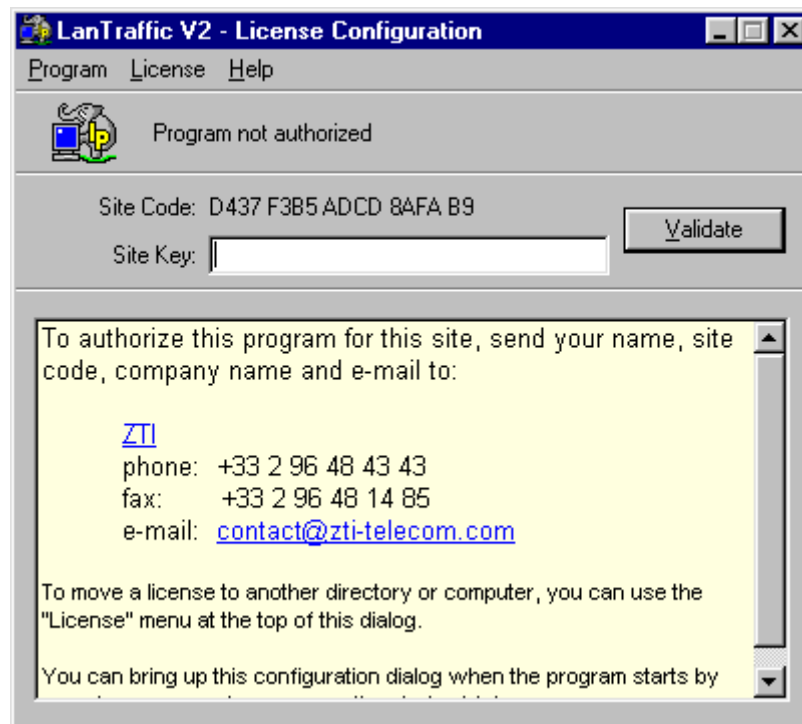 LanTraffic V2 - License Configuration
Program License Help
Program not authorized
Site Code: D437 F3B5 ADCD 8AFA B9
Validate
Site Key:
To authorize this program for this site, send your name, site
code, company name and e-mail to:
ZTI
phone: +33 2 96 48 43 43
fax: +33 2 96 48 14 85
e-mail: contact@zti-telecom.com
To move a license to another directory or computer, you can use the
"License" menu at the top of this dialog.
You can bring up this configuration dialog when the program starts by